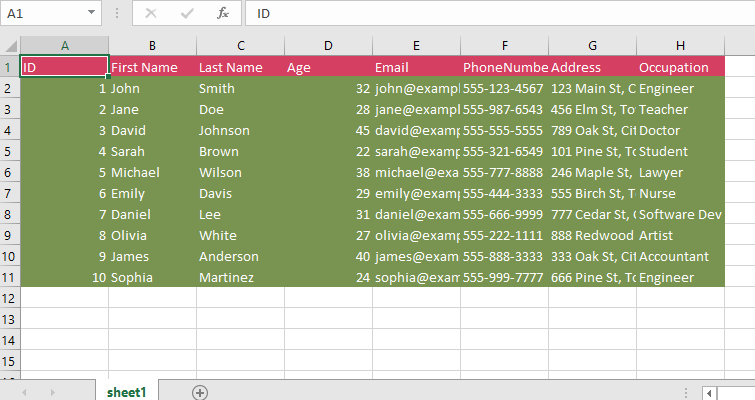 A1 fx ID
A B C D E F G H
1 ID First Name Last Name Age Email PhoneNumbe Address Occupation
2 1 John Smith 32 john@exampl 555-123-4567 123 Main St, C Engineer
3 2 Jane Doe 28 jane@exampl 555-987-6543 456 Elm St, To Teacher
4 3 David Johnson 45 david@examp 555-555-5555 789 Oak St, Cit Doctor
5 4 Sarah Brown 22 sarah@examp 555-321-6549 101 Pine St, To Student
6 5 Michael Wilson 38 michael@exa 555-777-8888 246 Maple St, Lawyer
7 6 Emily Davis 29 emily@examp 555-444-3333 555 Birch St, T Nurse
8 7 Daniel Lee 31 daniel@exam 555-666-9999 777 Cedar St, Software Dev
9 8 Olivia White 27 olivia@examp 555-222-1111 888 Redwood Artist
10 9 James Anderson 40 james@exam 555-888-3333 333 Oak St, Cit Accountant
11 10 Sophia Martinez 24 sophia@exam 555-999-7777 666 Pine St, To Engineer
12
13
14
15
sheet1